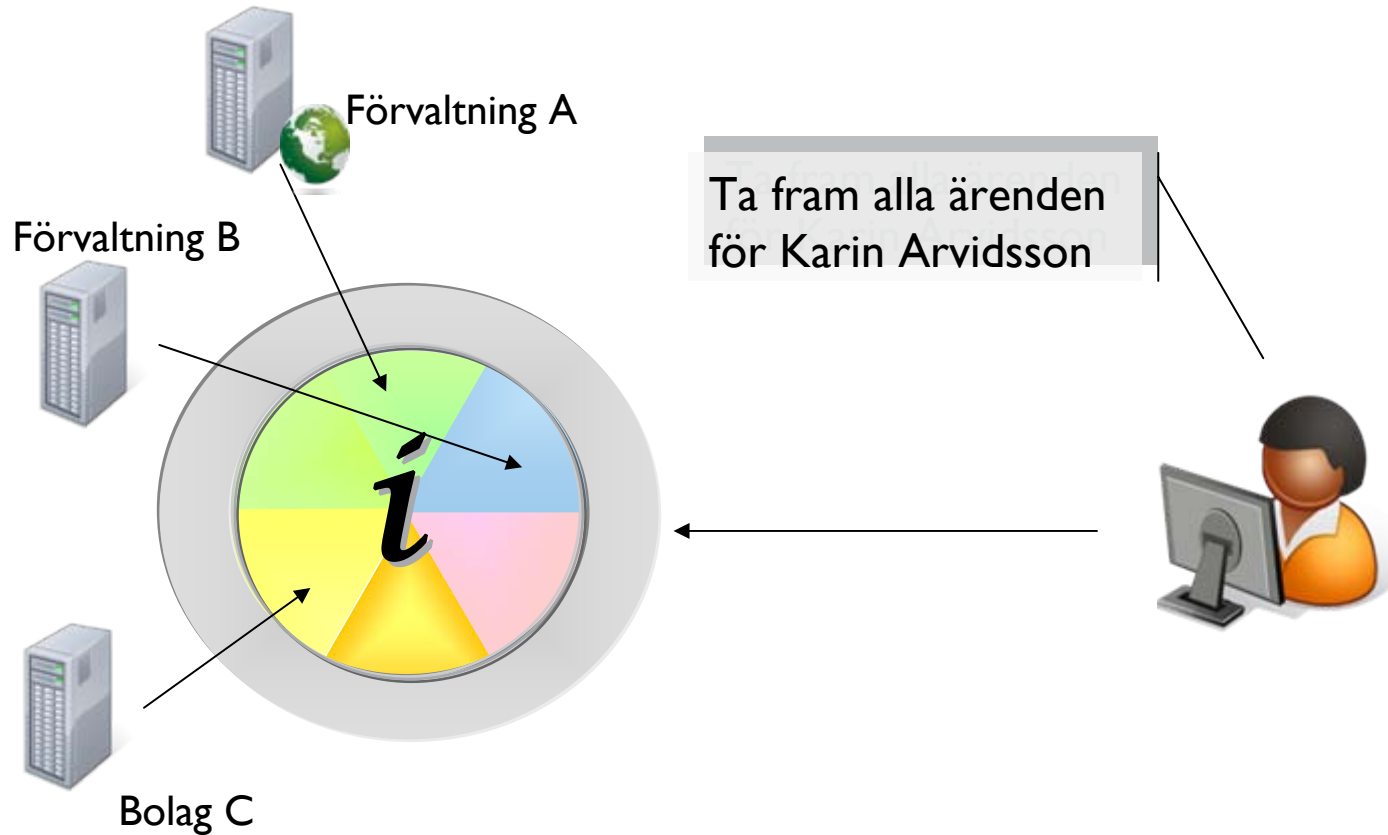 Förvaltning A
Ta fram alla ärenden
för Karin Arvidsson
Förvaltning B
i
Bolag C